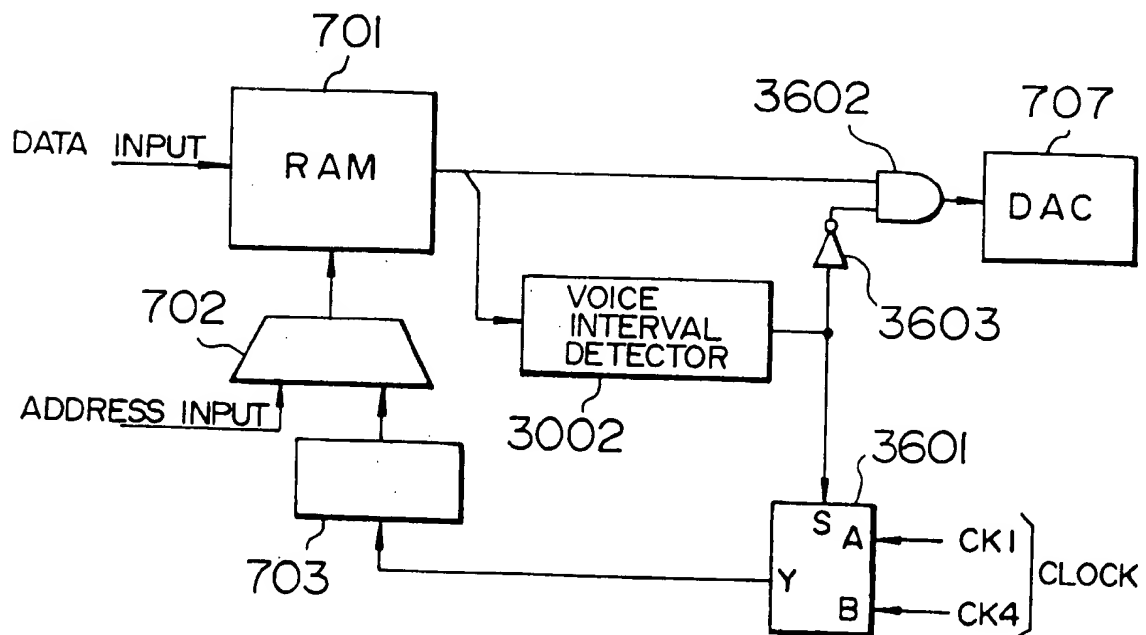 701
3602
707
DATA INPUT
RAM
DAC
VOICE
INTERVAL
DETECTOR
3603
702
ADDRESS INPUT
3002
3601
703
S
A
CK1
Y
CLOCK
B
CK4